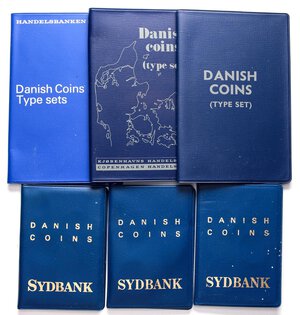 HANDELSBANKEN
Danish Coins
Type sets
Danish
coins
(type set)
KJØBENHAVNS HANDELS
COPENHAGEN HANDELS
DANISH
COINS
(TYPE SET)
DANISH
COINS
SYDBANK
DANISH
COINS
SYDBANK
DANISH
COINS
SYDBANK